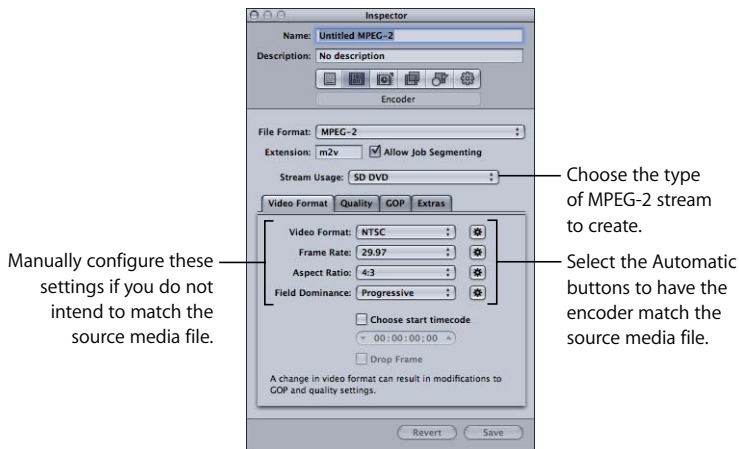 Inspector
Name: Untitled MPEG-2
Description: No description
Encoder
File Format: MPEG-2
Extension: m2v Allow Job Segmenting
Stream Usage: SD DVD
Video Format Quality GOP Extras
Video Format: NTSC
Frame Rate: 29.97
Aspect Ratio: 4:3
Field Dominance: Progressive
Choose start timecode
00:00:00;00
Drop Frame
A change in video format can result in modifications to
GOP and quality settings.
Revert Save
Choose the type
of MPEG-2 stream
to create.
Manually configure these
settings if you do not
intend to match the
source media file.
Select the Automatic
buttons to have the
encoder match the
source media file.